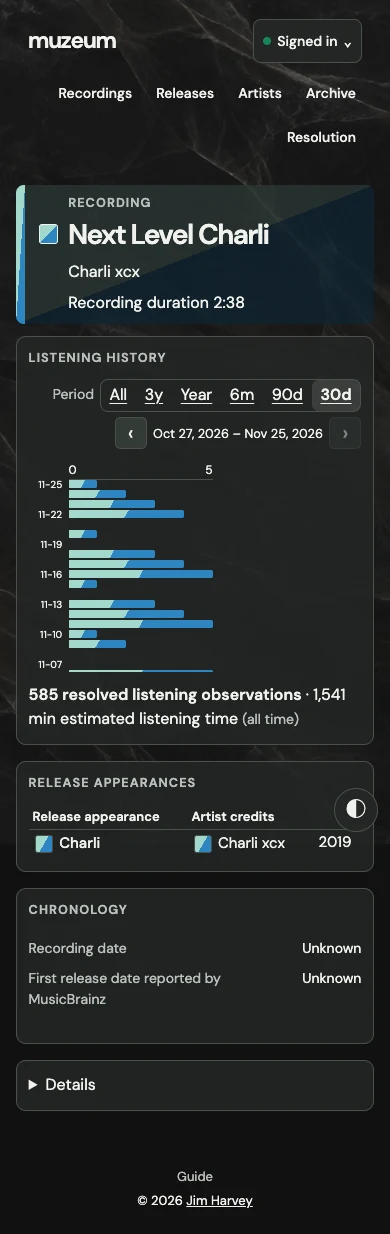 muzeum
Signed in
Recordings Releases Artists Archive
Resolution
RECORDING
Next Level Charli
Charli xcx
Recording duration 2:38
LISTENING HISTORY
Period All 3y Year 6m 90d 30d
‹ Oct 27, 2026 – Nov 25, 2026 ›
0 5
11-25
11-22
11-19
11-16
11-13
11-10
11-07
585 resolved listening observations · 1,541
min estimated listening time (all time)
RELEASE APPEARANCES
Release appearance Artist credits
Charli Charli xcx 2019
CHRONOLOGY
Recording date Unknown
First release date reported by Unknown
MusicBrainz
Details
Guide
© 2026 Jim Harvey